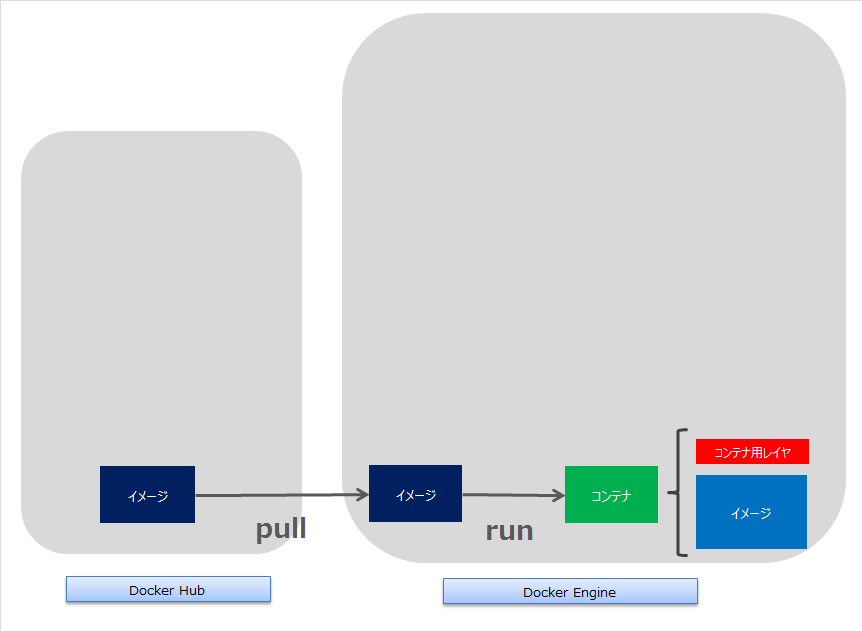 コンテナ用レイヤ
イメージ
イメージ
コンテナ
イメージ
pull
run
Docker Hub
Docker Engine